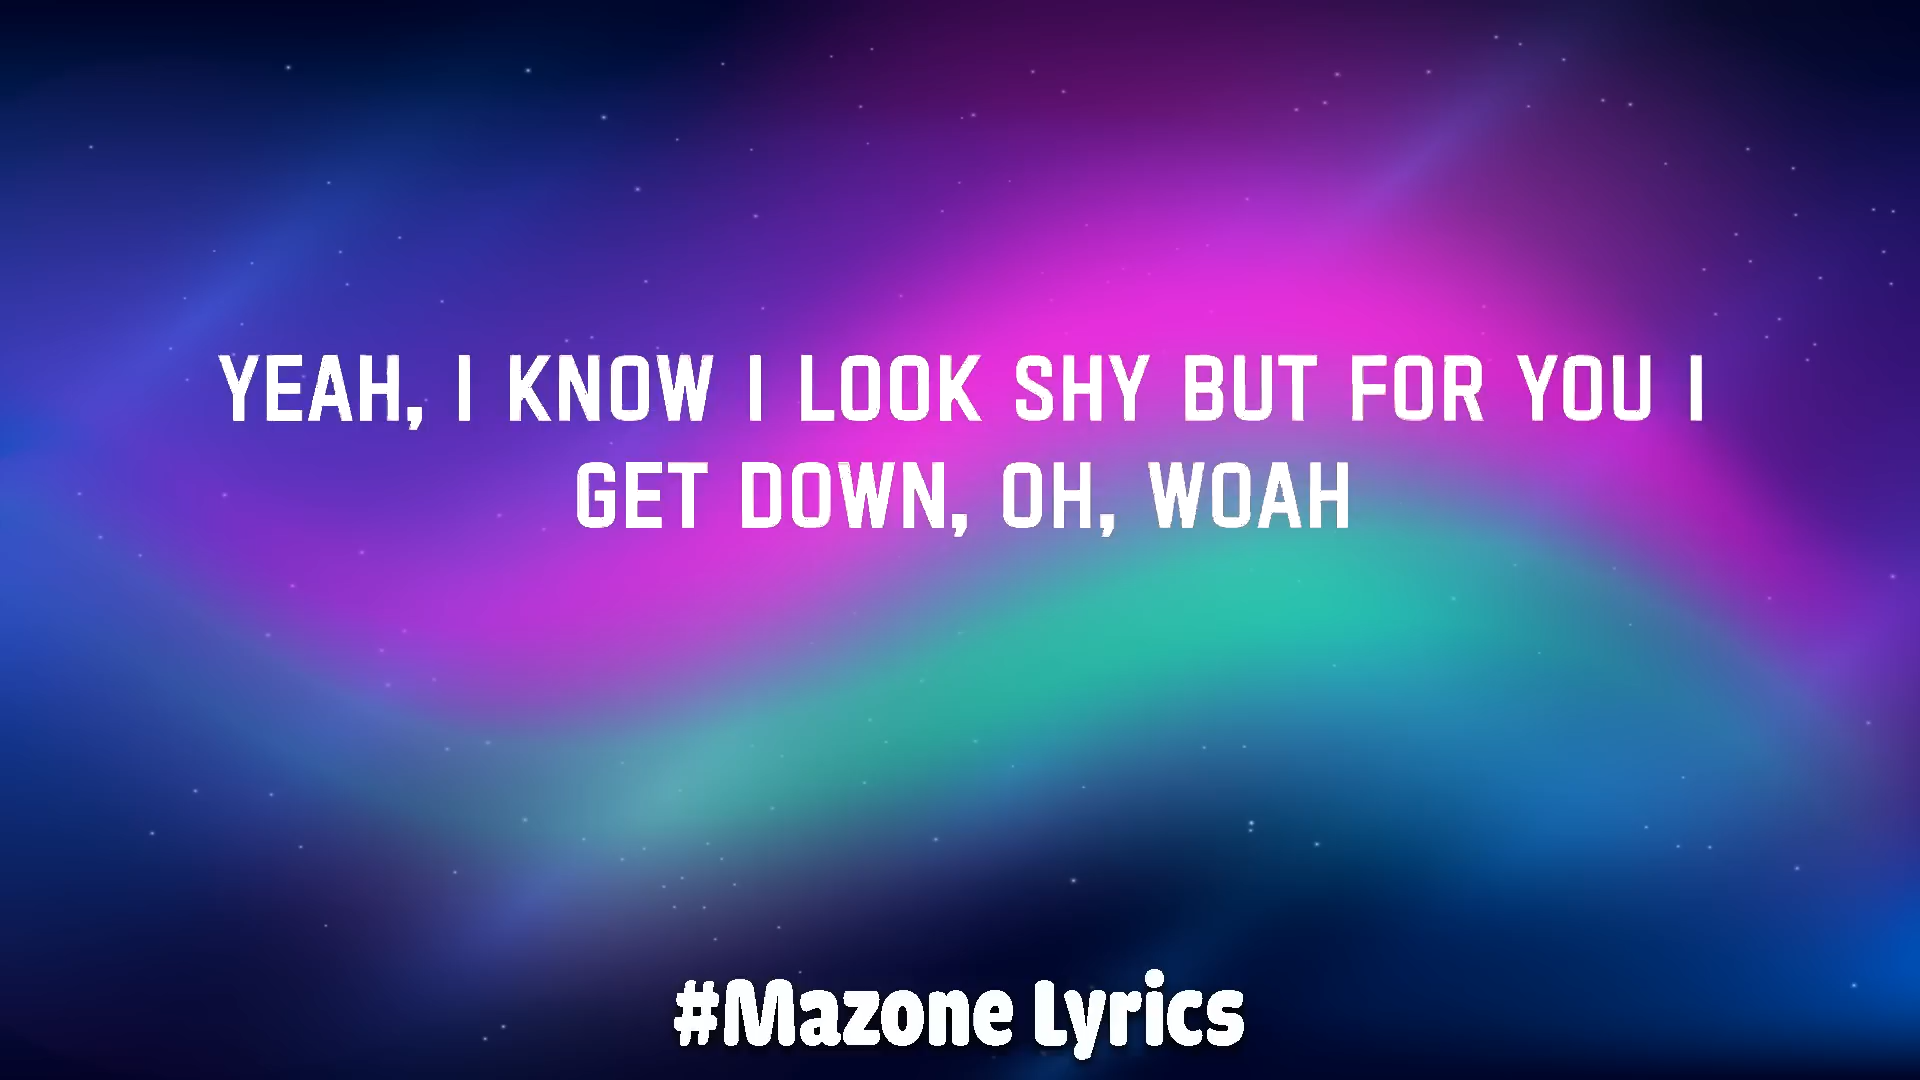 YEAH, I KNOW I LOOK SHY BUT FOR YOU I
GET DOWN, OH, WOAH
#Mazone Lyrics